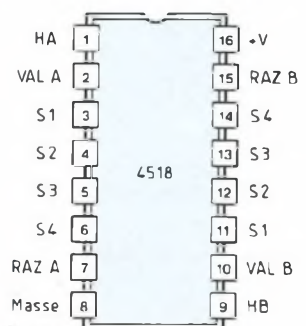 HA 1 16 +V
VAL A 2 15 RAZ B
S1 3 14 S4
S2 4 13 S3
4518
S3 5 12 S2
S4 6 11 S1
RAZ A 7 10 VAL B
Masse 8 9 HB